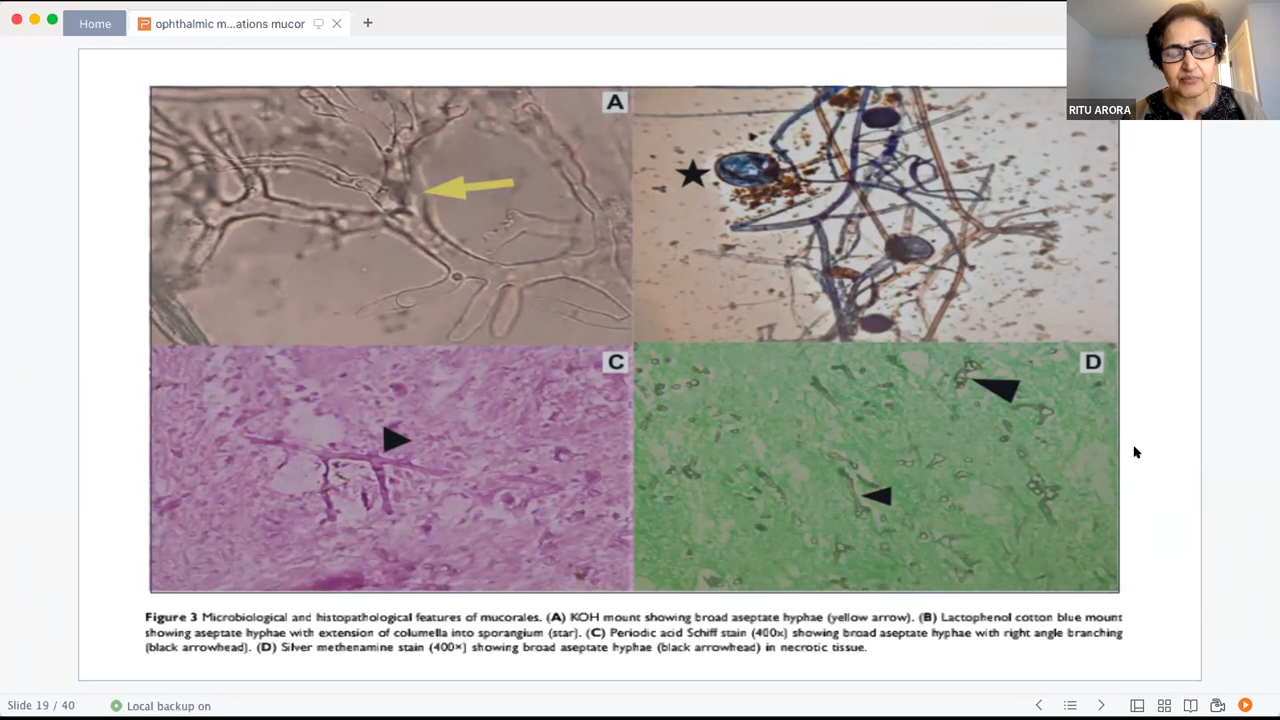 Home
ophthalmic m...ations mucor
RITU ARORA
A
C
D
Figure 3 Microbiological and histopathological features of mucorales. (A) KOH mount showing broad aseptate hyphae (yellow arrow). (B) Lactophenol cotton blue mount
showing aseptate hyphae with extension of columella into sporangium (star). (C) Periodic acid Schiff stain (400x) showing broad aseptate hyphae with right angle branching
(black arrowhead). (D) Silver methenamine stain (400×) showing broad aseptate hyphae (black arrowhead) in necrotic tissue.
Slide 19 / 40
Local backup on